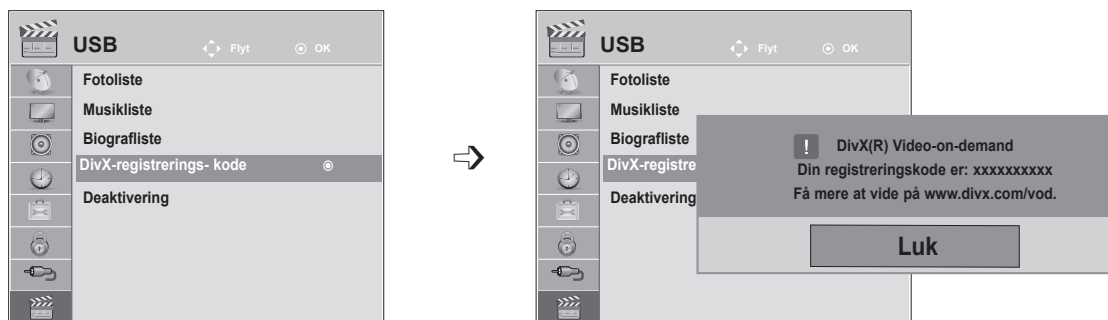 USB
Flyt
OK
Fotoliste
Musikliste
Biografliste
DivX-registrerings- kode
Deaktivering
USB
Flyt
OK
Fotoliste
Musikliste
Biografliste
DivX-registre
Deaktivering
! DivX(R) Video-on-demand
Din registreringskode er: xxxxxxxxxx
Få mere at vide på www.divx.com/vod.
Luk